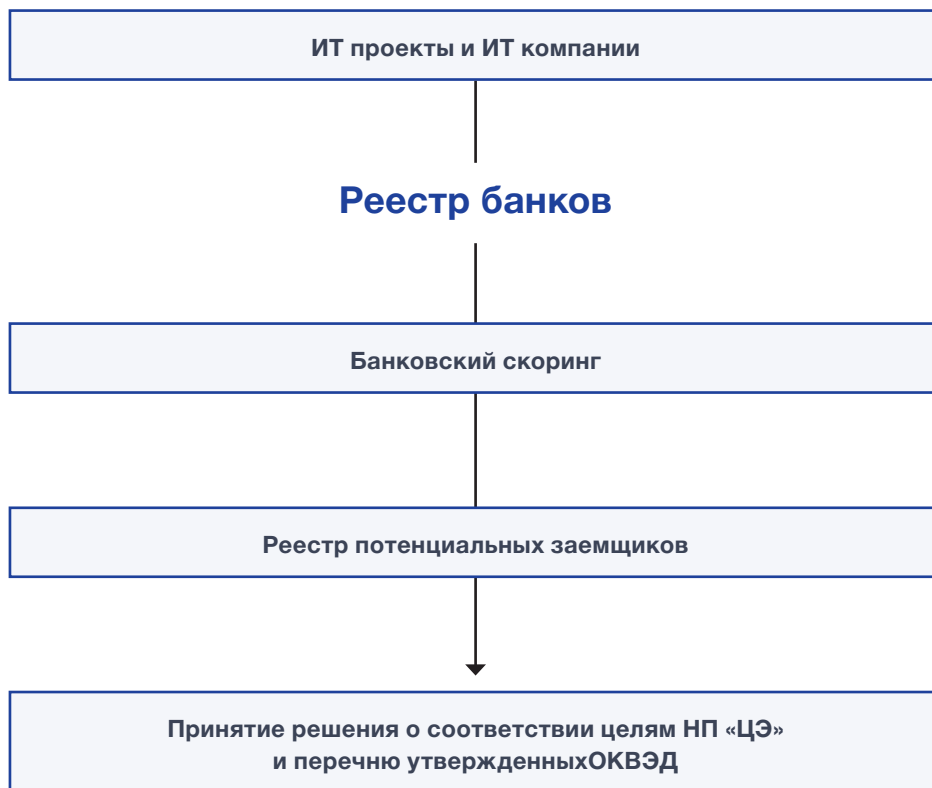 ИТ проекты и ИТ компании
Реестр банков
Банковский скоринг
Реестр потенциальных заемщиков
Принятие решения о соответствии целям НП «ЦЭ»
и перечню утвержденныхОКВЭД